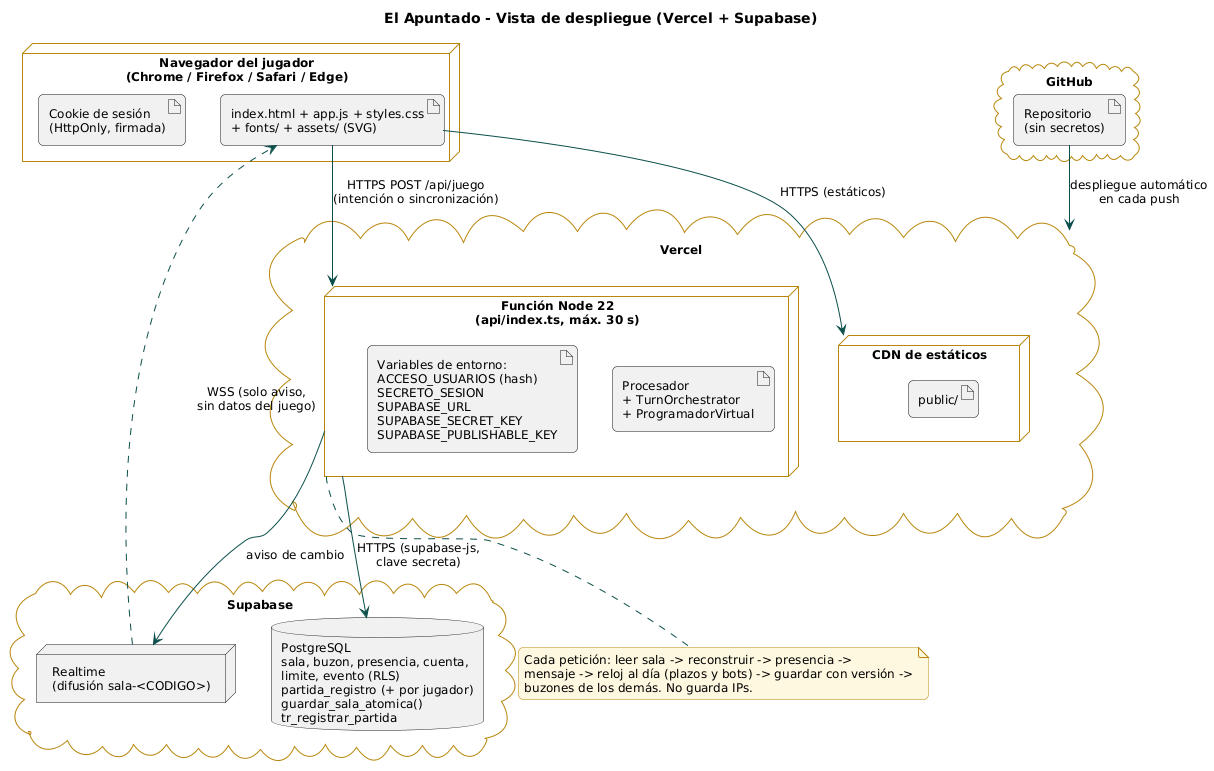 El Apuntado - Vista de despliegue (Vercel + Supabase)
Navegador del jugador
(Chrome / Firefox / Safari / Edge)
Cookie de sesión
(HttpOnly, firmada)
index.html + app.js + styles.css
+ fonts/ + assets/ (SVG)
GitHub
Repositorio
(sin secretos)
HTTPS POST /api/juego
(intención o sincronización)
HTTPS (estáticos)
despliegue automático
en cada push
Vercel
Función Node 22
(api/index.ts, máx. 30 s)
Variables de entorno:
ACCESO_USUARIOS (hash)
SECRETO_SESION
SUPABASE_URL
SUPABASE_SECRET_KEY
SUPABASE_PUBLISHABLE_KEY
Procesador
+ TurnOrchestrator
+ ProgramadorVirtual
CDN de estáticos
public/
WSS (solo aviso,
sin datos del juego)
aviso de cambio
HTTPS (supabase-js,
clave secreta)
Supabase
Realtime
(difusión sala-<CODIGO>)
PostgreSQL
sala, buzon, presencia, cuenta,
limite, evento (RLS)
partida_registro (+ por jugador)
guardar_sala_atomica()
tr_registrar_partida
Cada petición: leer sala -> reconstruir -> presencia ->
mensaje -> reloj al día (plazos y bots) -> guardar con versión ->
buzones de los demás. No guarda IPs.